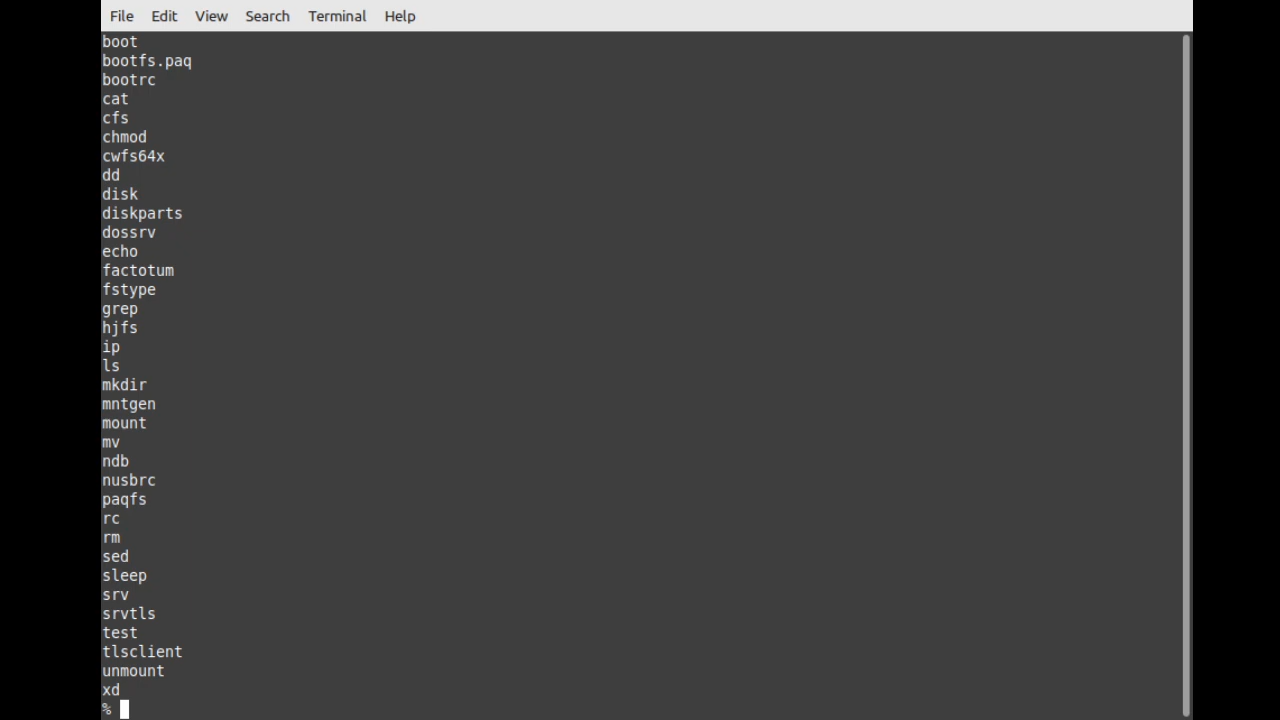 File Edit View Search Terminal Help
boot
bootfs.paq
bootrc
cat
cfs
chmod
cwfs64x
dd
disk
diskparts
dossrv
echo
factotum
fstype
grep
hjfs
ip
ls
mkdir
mntgen
mount
mv
ndb
nusbrc
paqfs
rc
rm
sed
sleep
srv
srvtls
test
tlsclient
unmount
xd
%